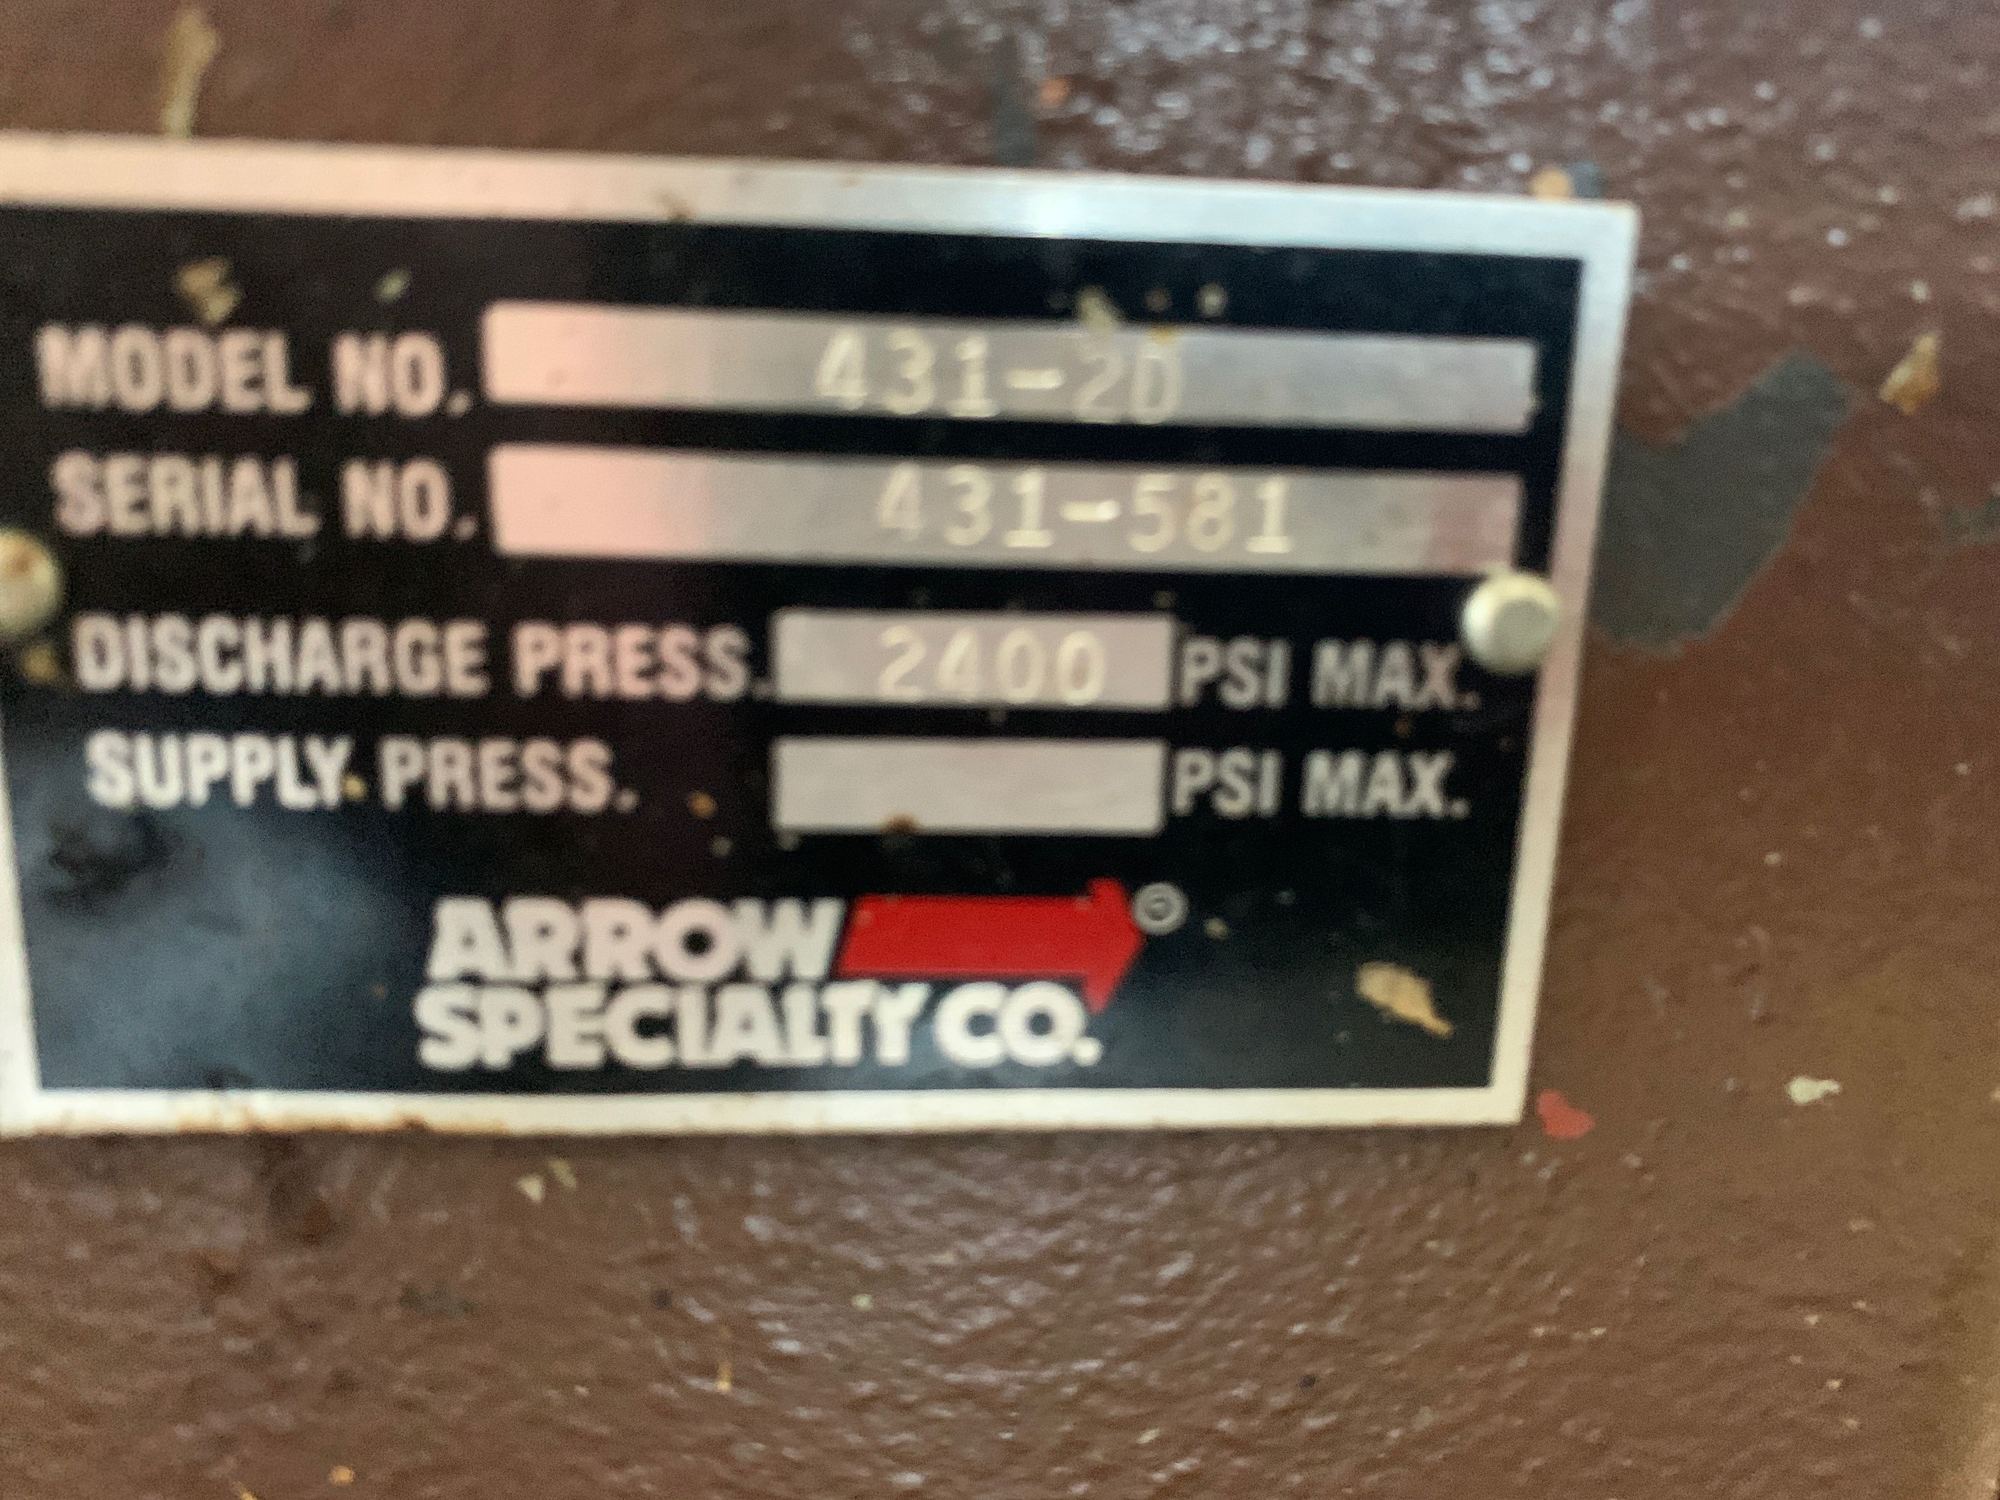 MODEL NO. 431-20
SERIAL NO. 431-581
DISCHARGE PRESS. 2400 PSI MAX.
SUPPLY PRESS. PSI MAX.
ARROW ®
SPECIALTY CO.